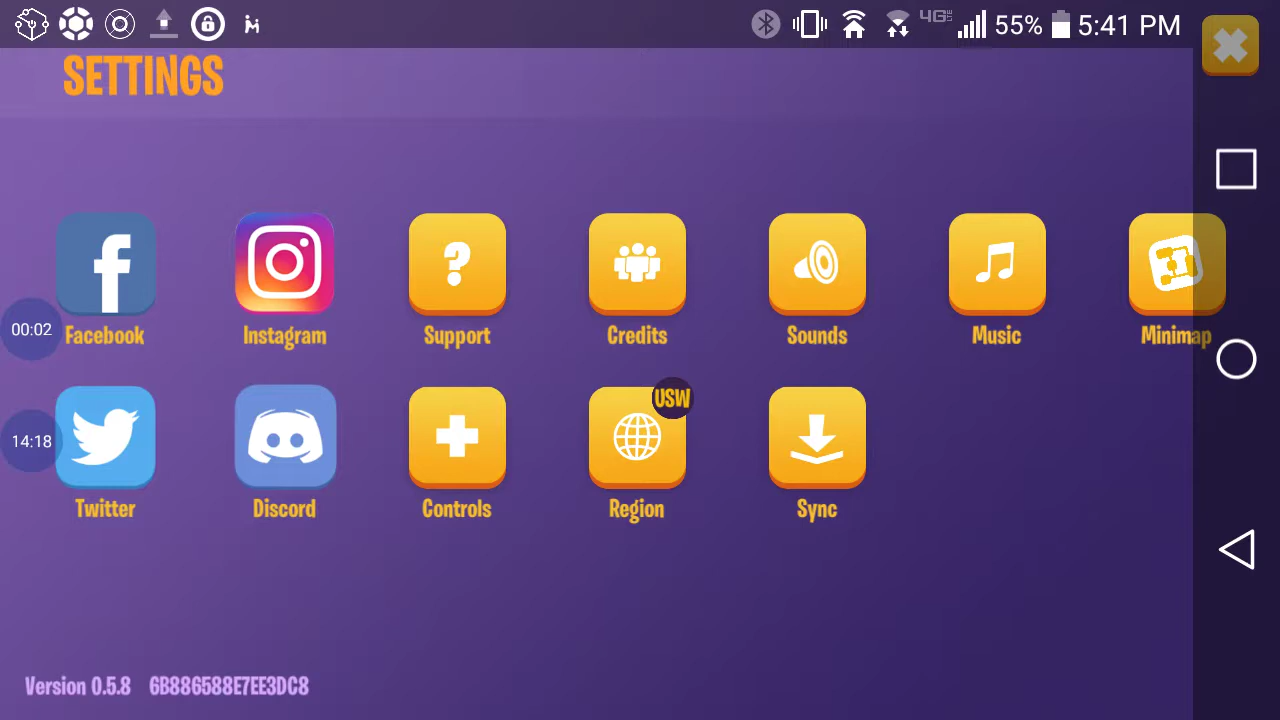 4G LTE 55% 5:41 PM
SETTINGS
00:02
Facebook Instagram Support Credits Sounds Music Minimap
USW
14:18
Twitter Discord Controls Region Sync
Version 0.5.8 6B886588E7EE3DC8